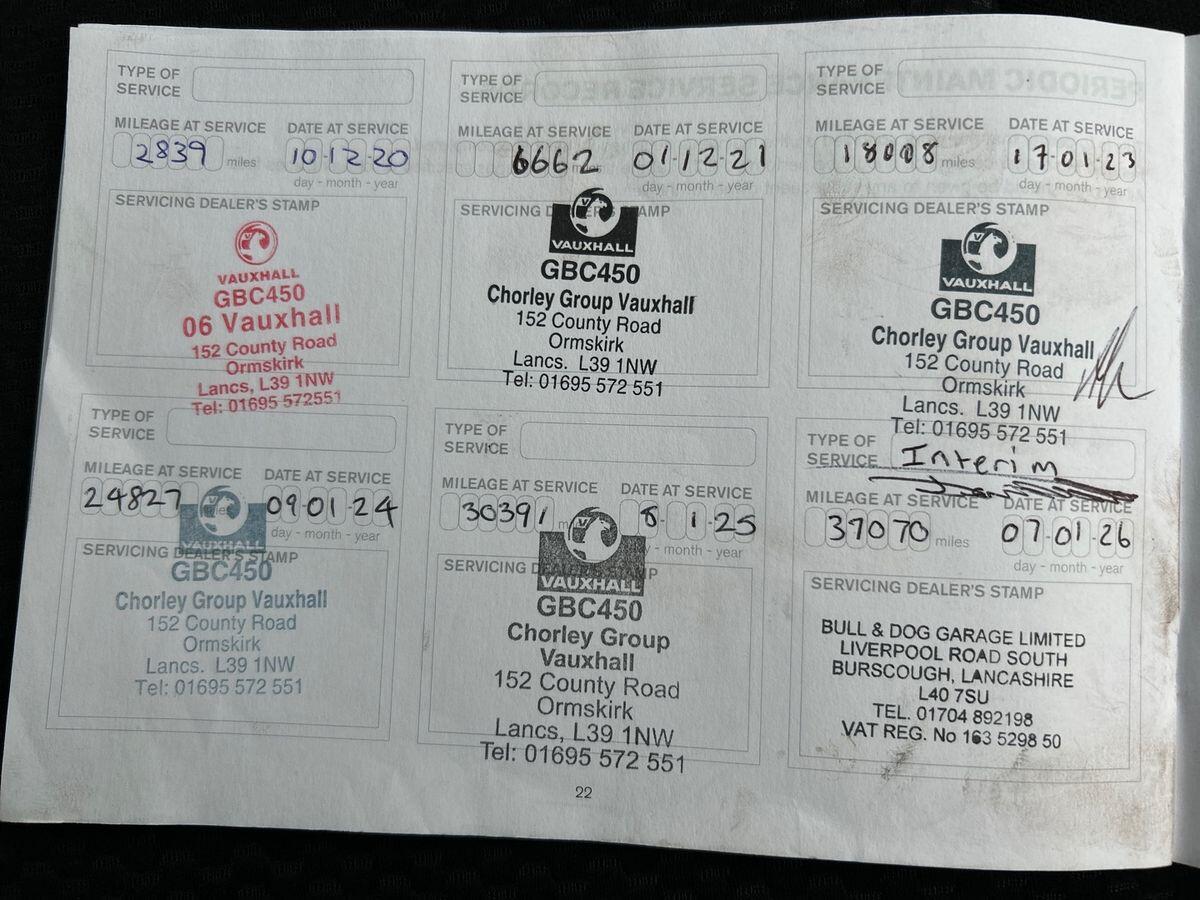 TYPE OF SERVICE
MILEAGE AT SERVICE DATE AT SERVICE
2839 miles 10-12-20
day - month - year
SERVICING DEALER'S STAMP
VAUXHALL
GBC450
06 Vauxhall
152 County Road
Ormskirk
Lancs, L39 1NW
Tel: 01695 572551
TYPE OF SERVICE
MILEAGE AT SERVICE DATE AT SERVICE
6662 01-12-21
day - month - year
SERVICING DEALER'S STAMP
VAUXHALL
GBC450
Chorley Group Vauxhall
152 County Road
Ormskirk
Lancs. L39 1NW
Tel: 01695 572 551
TYPE OF SERVICE
MILEAGE AT SERVICE DATE AT SERVICE
18008 miles 17-01-23
day - month - year
SERVICING DEALER'S STAMP
VAUXHALL
GBC450
Chorley Group Vauxhall
152 County Road
Ormskirk
Lancs. L39 1NW
Tel: 01695 572 551
TYPE OF SERVICE
MILEAGE AT SERVICE DATE AT SERVICE
24827 miles 09-01-24
day - month - year
SERVICING DEALER'S STAMP
VAUXHALL
GBC450
Chorley Group Vauxhall
152 County Road
Ormskirk
Lancs. L39 1NW
Tel: 01695 572 551
TYPE OF SERVICE
MILEAGE AT SERVICE DATE AT SERVICE
30391 8-1-25
- month - year
SERVICING DEALER'S STAMP
VAUXHALL
GBC450
Chorley Group
Vauxhall
152 County Road
Ormskirk
Lancs, L39 1NW
Tel: 01695 572 551
TYPE OF SERVICE Interim
MILEAGE AT SERVICE DATE AT SERVICE
37070 miles 07-01-26
day - month - year
SERVICING DEALER'S STAMP
BULL & DOG GARAGE LIMITED
LIVERPOOL ROAD SOUTH
BURSCOUGH, LANCASHIRE
L40 7SU
TEL. 01704 892198
VAT REG. No 163 5298 50
22